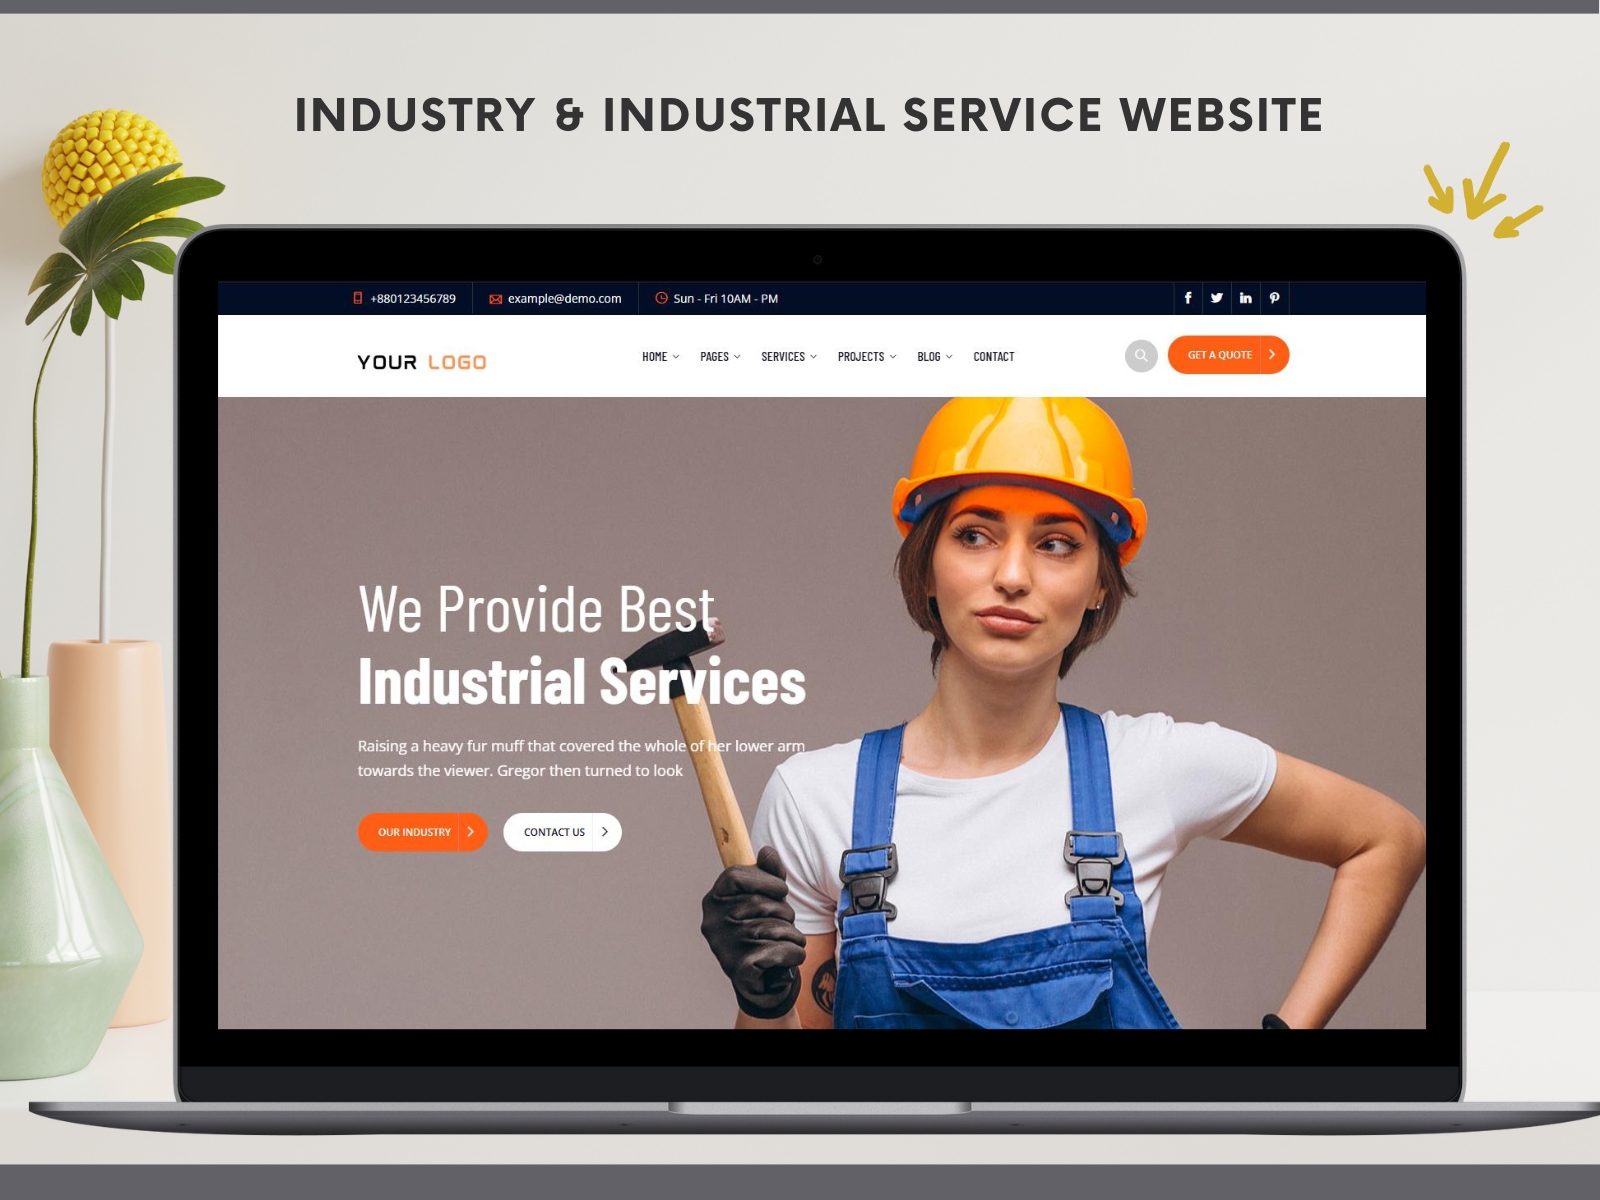 INDUSTRY & INDUSTRIAL SERVICE WEBSITE
+880123456789 example@demo.com Sun - Fri 10AM - PM
YOUR LOGO HOME PAGES SERVICES PROJECTS BLOG CONTACT GET A QUOTE
We Provide Best
Industrial Services
Raising a heavy fur muff that covered the whole of her lower arm
towards the viewer. Gregor then turned to look
OUR INDUSTRY CONTACT US